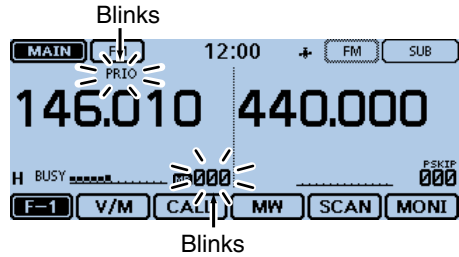 Blinks
MAIN FM 12:00 FM SUB
PRIO
146.010 440.000
H BUSY MR 000 PSKIP 000
F-1 V/M CALL MW SCAN MONI
Blinks